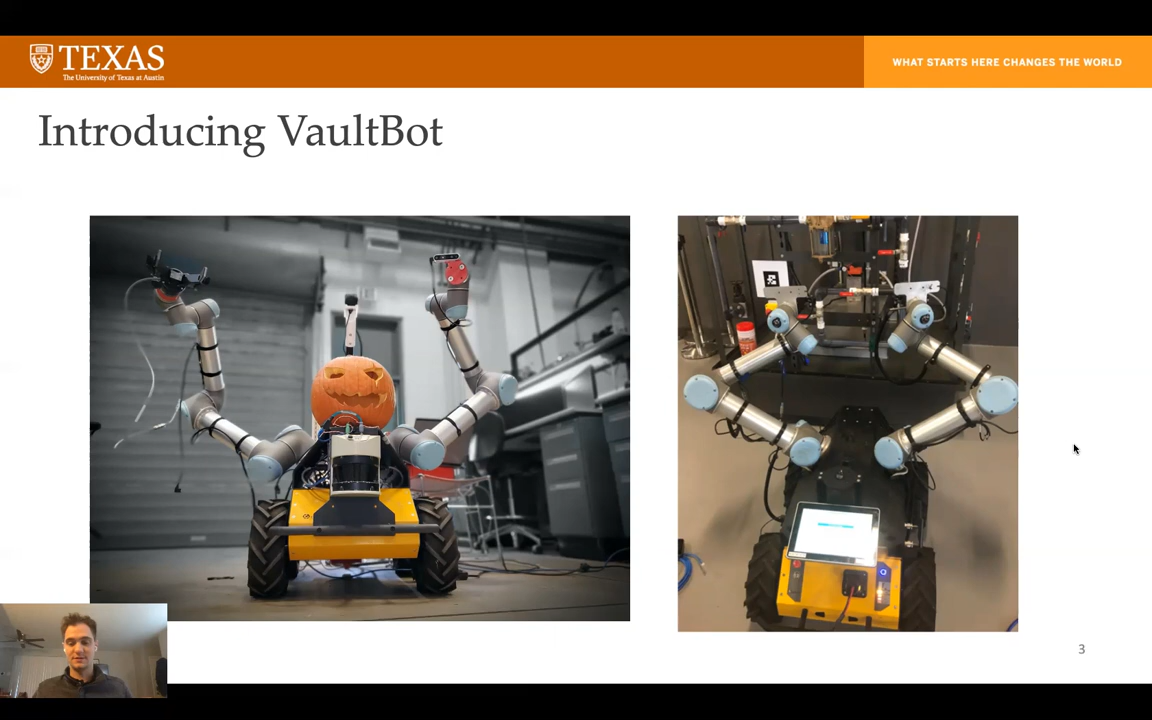 TEXAS
The University of Texas at Austin
WHAT STARTS HERE CHANGES THE WORLD
Introducing VaultBot
3